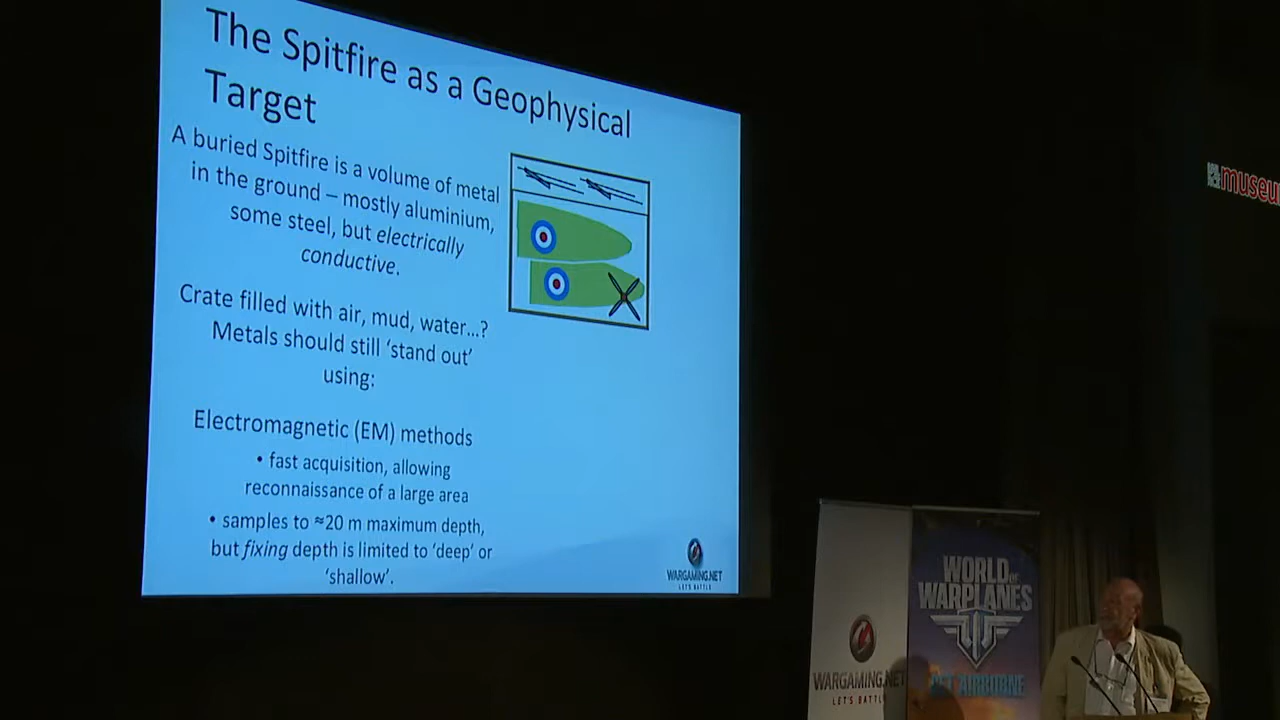 The Spitfire as a Geophysical
Target
A buried Spitfire is a volume of metal
in the ground – mostly aluminium,
some steel, but electrically
conductive.
Crate filled with air, mud, water…?
Metals should still ‘stand out’
using:
Electromagnetic (EM) methods
• fast acquisition, allowing
reconnaissance of a large area
• samples to ≈20 m maximum depth,
but fixing depth is limited to ‘deep’ or
‘shallow’.
WARGAMING.NET
LET'S BATTLE
museu
WORLD OF
WARPLANES
GET AIRBORNE
WARGAMING.NET
LET'S BATTLE